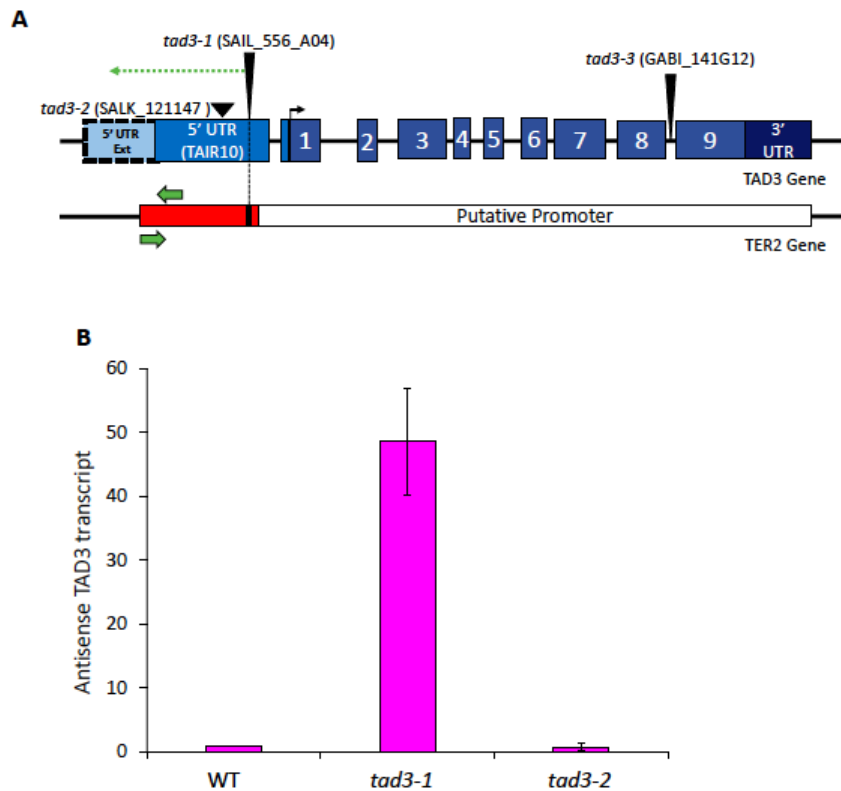 A
tad3-1 (SAIL_556_A04)
tad3-3 (GABI_141G12)
tad3-2 (SALK_121147 )
5' UTR
Ext
5' UTR
(TAIR10)
1
2
3
4
5
6
7
8
9
3'
UTR
TAD3 Gene
Putative Promoter
TER2 Gene
B
Antisense TAD3 transcript
60
50
40
30
20
10
0
WT
tad3-1
tad3-2